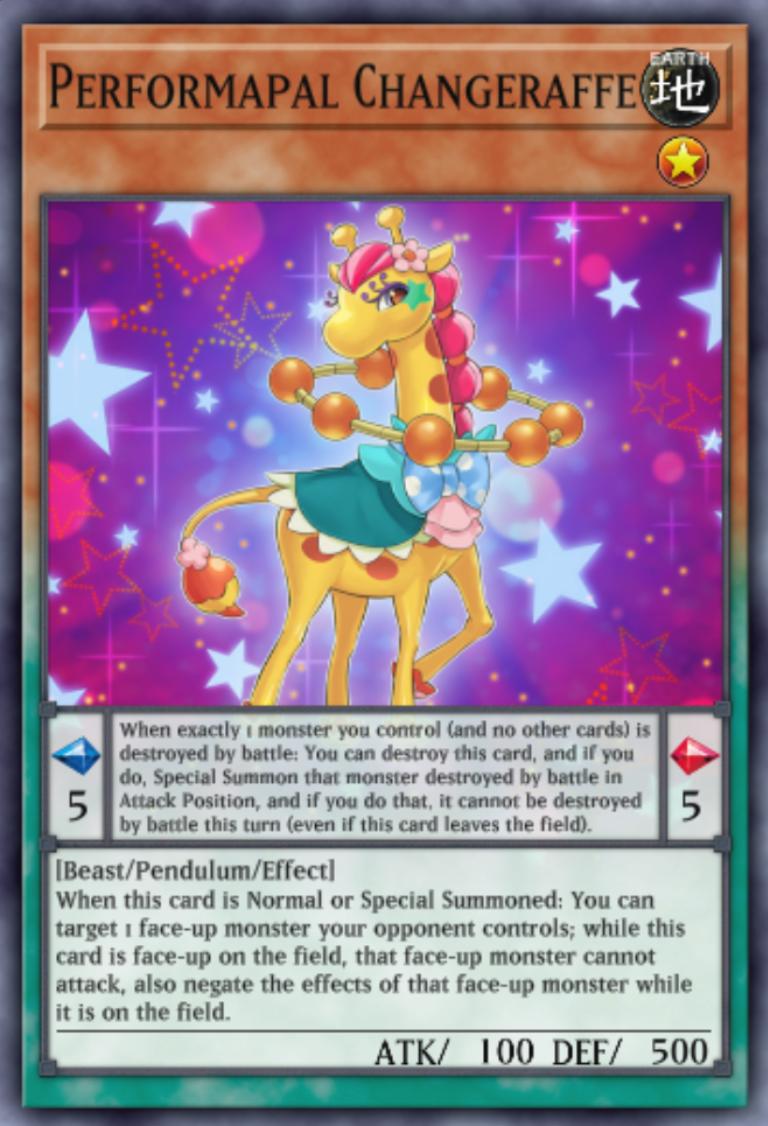 PERFORMAPAL CHANGERAFFE
EARTH
地
When exactly 1 monster you control (and no other cards) is
destroyed by battle: You can destroy this card, and if you
do, Special Summon that monster destroyed by battle in
Attack Position, and if you do that, it cannot be destroyed
by battle this turn (even if this card leaves the field).
5
5
[Beast/Pendulum/Effect]
When this card is Normal or Special Summoned: You can
target 1 face-up monster your opponent controls; while this
card is face-up on the field, that face-up monster cannot
attack, also negate the effects of that face-up monster while
it is on the field.
ATK/ 100 DEF/ 500